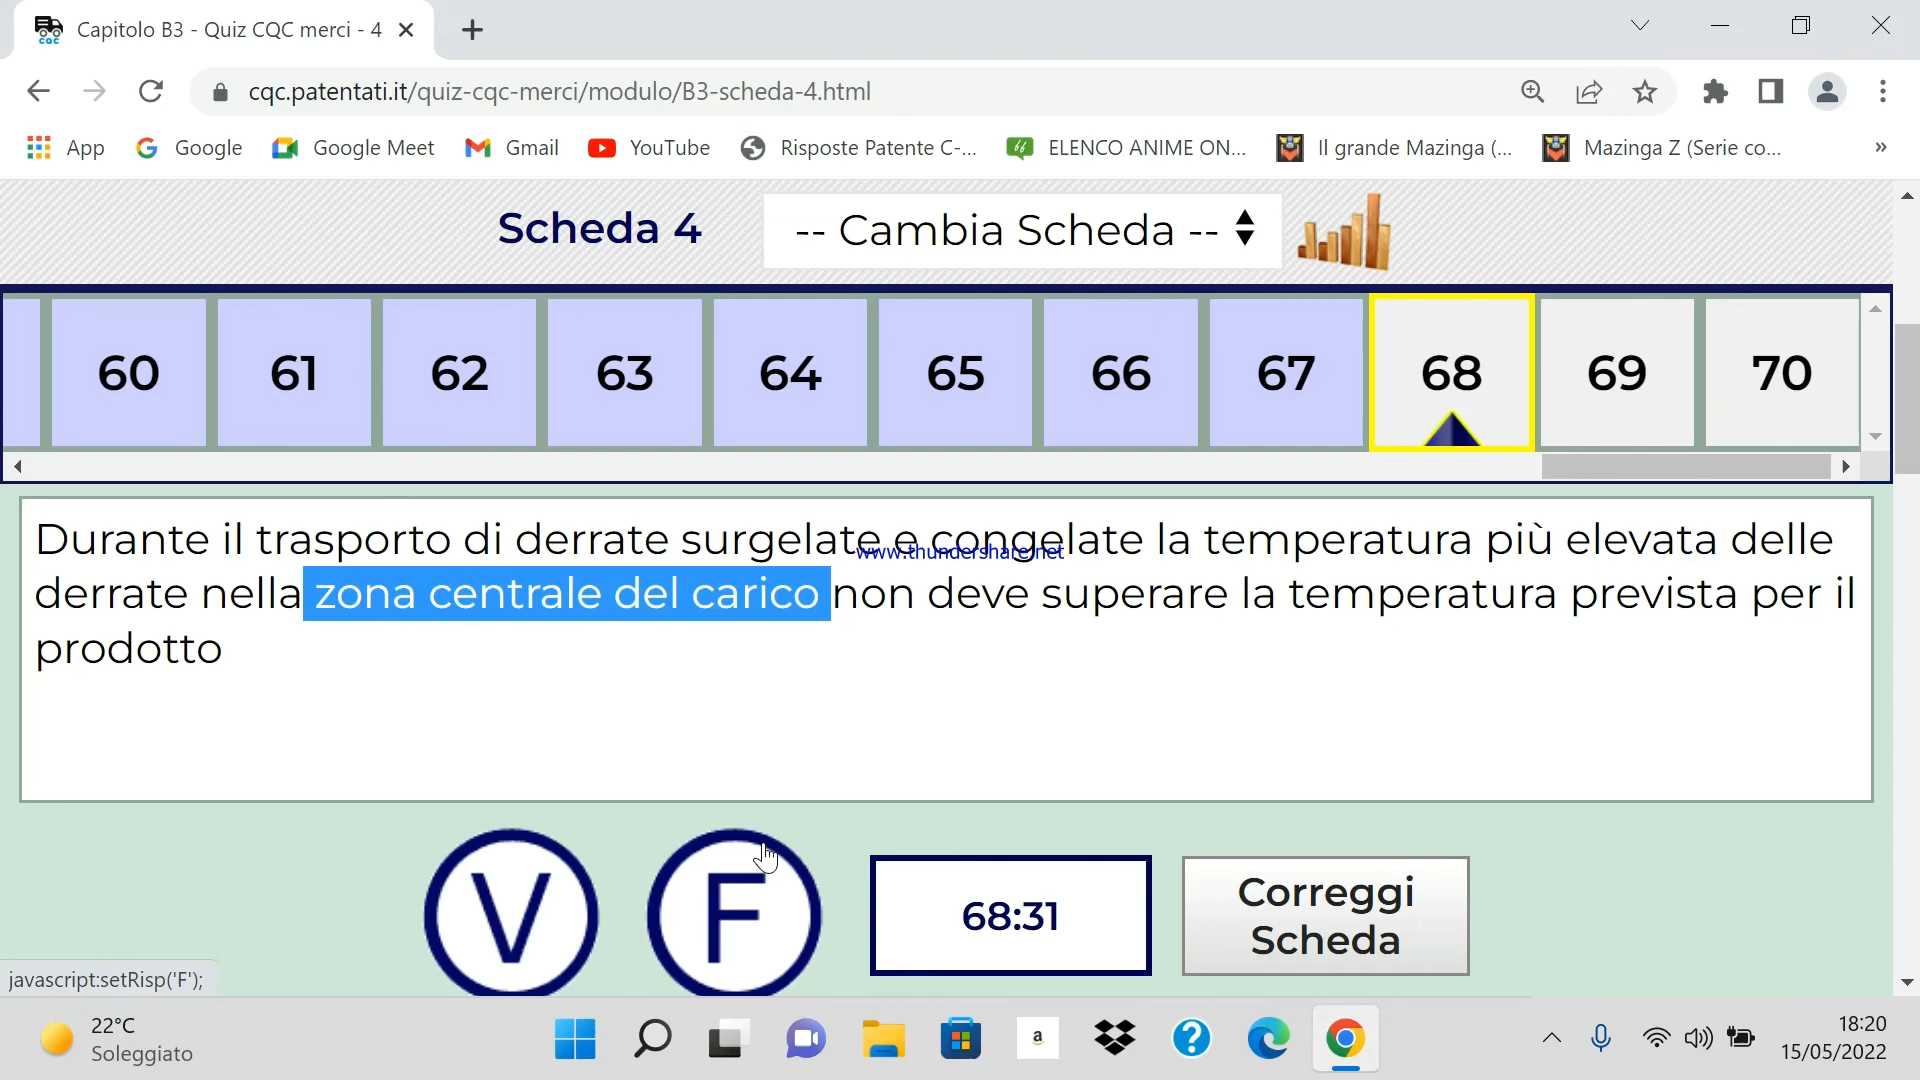 Capitolo B3 - Quiz CQC merci - 4
cqc.patentati.it/quiz-cqc-merci/modulo/B3-scheda-4.html
App Google Google Meet Gmail YouTube Risposte Patente C-... ELENCO ANIME ON... Il grande Mazinga (... Mazinga Z (Serie co... »
Scheda 4 -- Cambia Scheda --
60 61 62 63 64 65 66 67 68 69 70
Durante il trasporto di derrate surgelate e congelate la temperatura più elevata delle
www.thundershare.net
derrate nella zona centrale del carico non deve superare la temperatura prevista per il
prodotto
V F 68:31 Correggi
Scheda
javascript:setRisp('F');
22°C
Soleggiato
18:20
15/05/2022